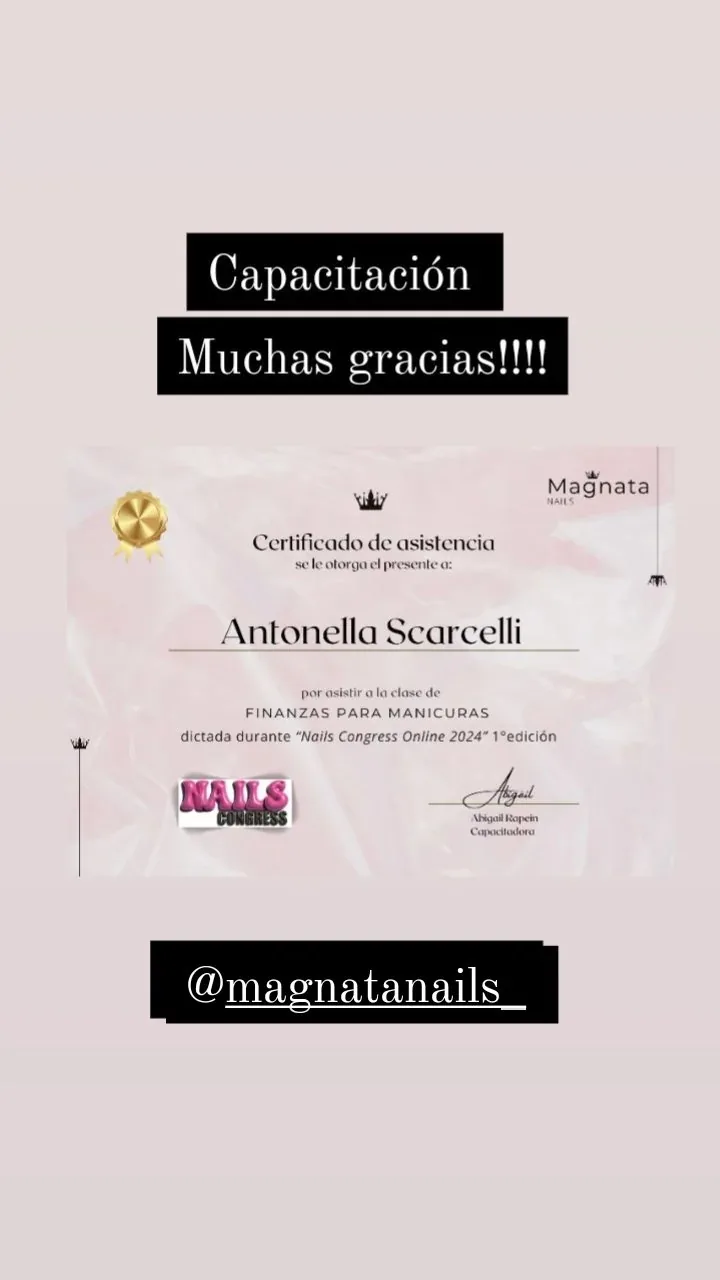 Capacitación
Muchas gracias!!!!
Magnata
NAILS
Certificado de asistencia
se le otorga el presente a:
Antonella Scarcelli
por asistir a la clase de
FINANZAS PARA MANICURAS
dictada durante “Nails Congress Online 2024” 1°edición
NAILS
CONGRESS
Abigail
Abigail Rapein
Capacitadora
@magnatanails_